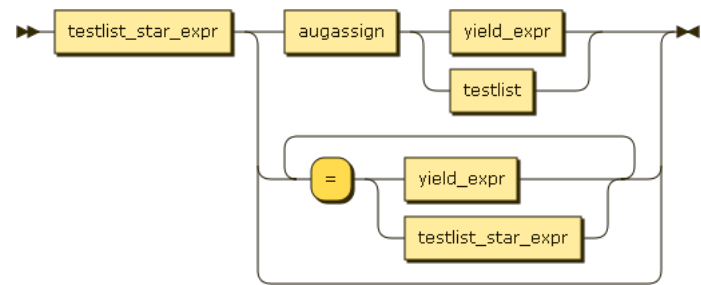 testlist_star_expr augassign yield_expr
testlist
= yield_expr
testlist_star_expr